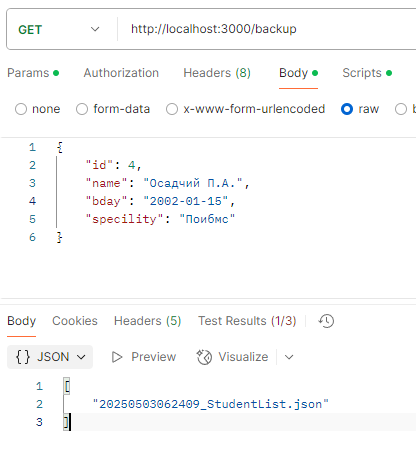 GET http://localhost:3000/backup
Params Authorization Headers (8) Body Scripts
none form-data x-www-form-urlencoded raw b
1 {
2 "id": 4,
3 "name": "Осадчий П.А.",
4 "bday": "2002-01-15",
5 "specility": "Поибмс"
6 }
Body Cookies Headers (5) Test Results (1/3)
{} JSON Preview Visualize
1 [
2 "20250503062409_StudentList.json"
3 ]